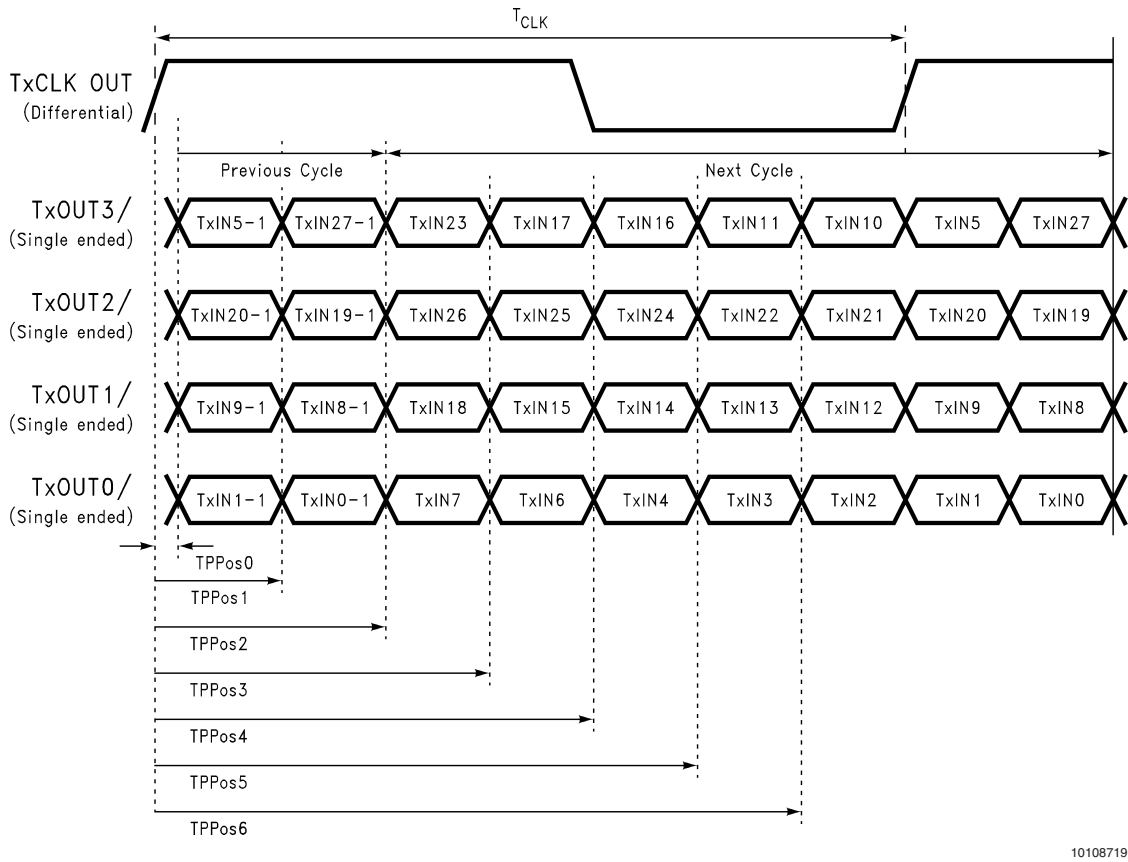 TCLK
TxCLK OUT
(Differential)
Previous Cycle
Next Cycle
TxOUT3/
(Single ended)
TxIN5-1 TxIN27-1 TxIN23 TxIN17 TxIN16 TxIN11 TxIN10 TxIN5 TxIN27
TxOUT2/
(Single ended)
TxIN20-1 TxIN19-1 TxIN26 TxIN25 TxIN24 TxIN22 TxIN21 TxIN20 TxIN19
TxOUT1/
(Single ended)
TxIN9-1 TxIN8-1 TxIN18 TxIN15 TxIN14 TxIN13 TxIN12 TxIN9 TxIN8
TxOUT0/
(Single ended)
TxIN1-1 TxIN0-1 TxIN7 TxIN6 TxIN4 TxIN3 TxIN2 TxIN1 TxIN0
TPPos0
TPPos1
TPPos2
TPPos3
TPPos4
TPPos5
TPPos6
10108719